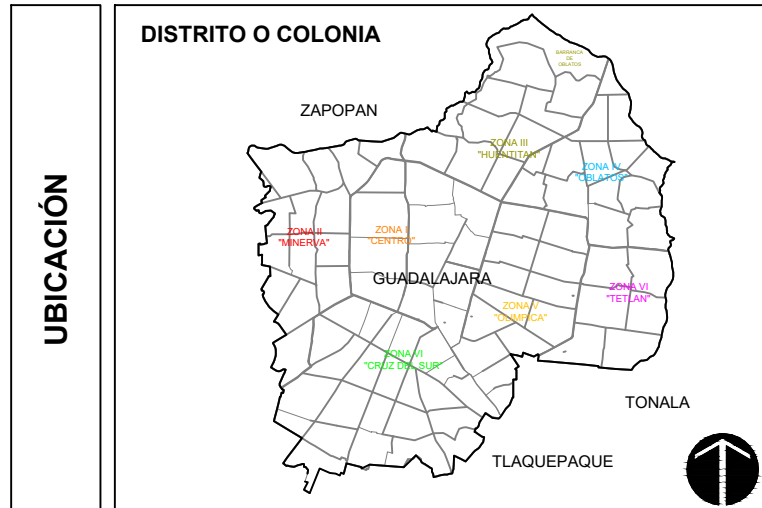 UBICACIÓN
DISTRITO O COLONIA
BARRANCA
DE
OBLATOS
ZAPOPAN
ZONA III
"HUENTITAN"
ZONA IV
"OBLATOS"
ZONA II
"MINERVA"
ZONA I
"CENTRO"
GUADALAJARA
ZONA VI
"TETLAN"
ZONA V
"OLIMPICA"
ZONA VI
"CRUZ DEL SUR"
TONALA
TLAQUEPAQUE